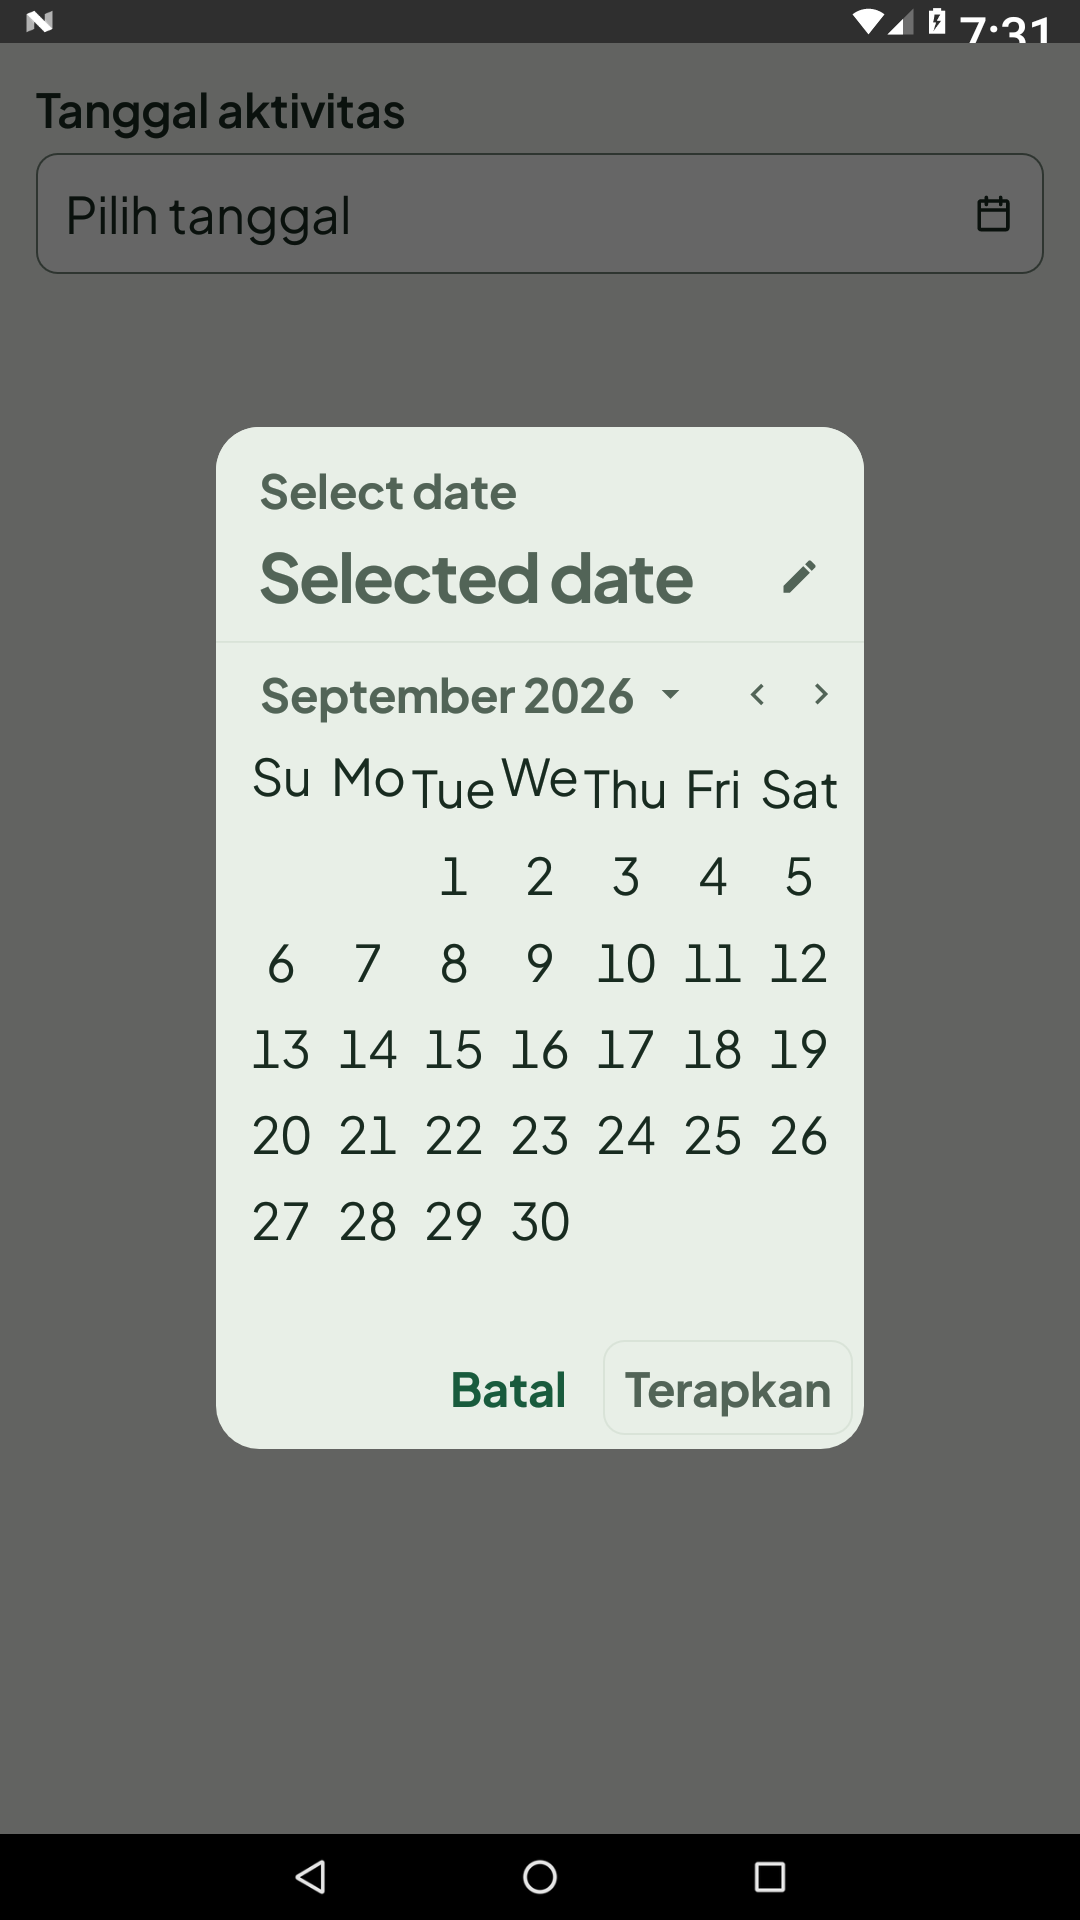 7:31
Tanggal aktivitas
Pilih tanggal
Select date
Selected date
September 2026
Su Mo Tue We Thu Fri Sat
1 2 3 4 5
6 7 8 9 10 11 12
13 14 15 16 17 18 19
20 21 22 23 24 25 26
27 28 29 30
Batal Terapkan